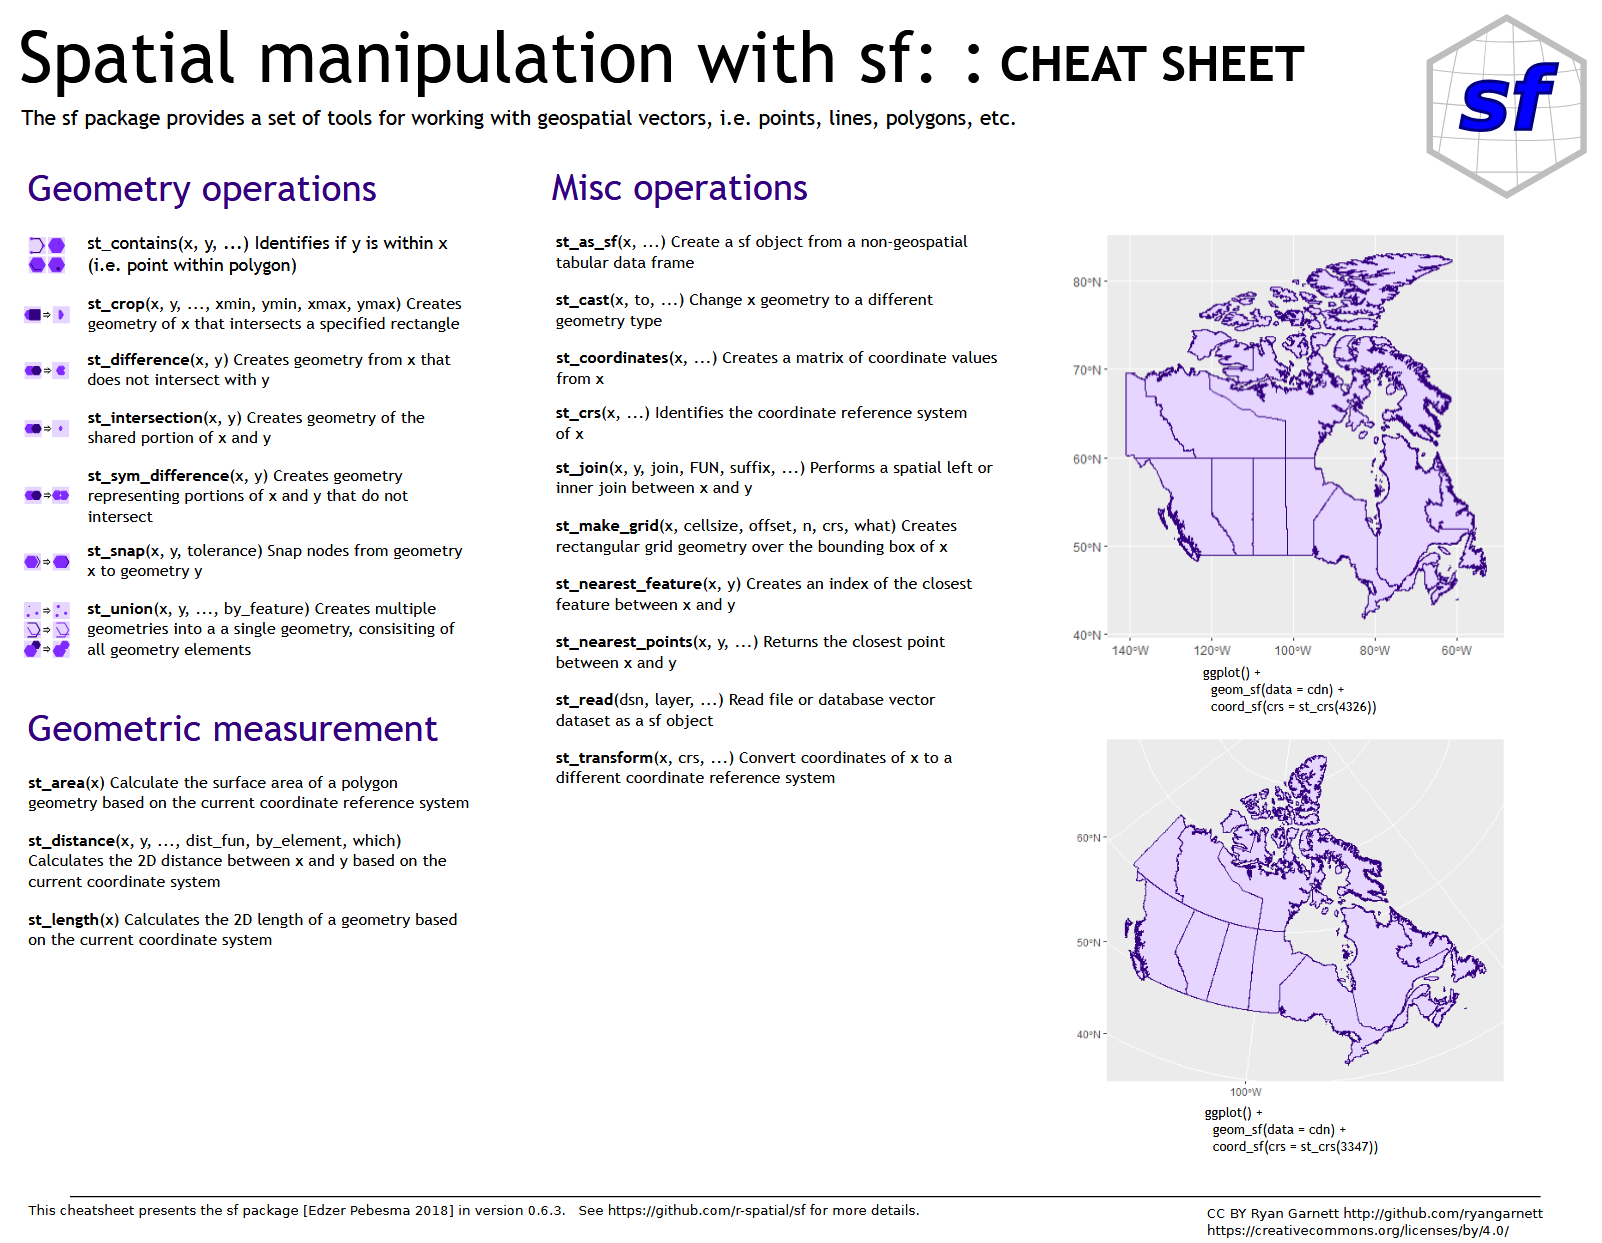 Spatial manipulation with sf: : CHEAT SHEET
The sf package provides a set of tools for working with geospatial vectors, i.e. points, lines, polygons, etc.
sf
Geometry operations
st_contains(x, y, ...) Identifies if y is within x
(i.e. point within polygon)
st_crop(x, y, ..., xmin, ymin, xmax, ymax) Creates
geometry of x that intersects a specified rectangle
st_difference(x, y) Creates geometry from x that
does not intersect with y
st_intersection(x, y) Creates geometry of the
shared portion of x and y
st_sym_difference(x, y) Creates geometry
representing portions of x and y that do not
intersect
st_snap(x, y, tolerance) Snap nodes from geometry
x to geometry y
st_union(x, y, ..., by_feature) Creates multiple
geometries into a a single geometry, consisiting of
all geometry elements
Geometric measurement
st_area(x) Calculate the surface area of a polygon
geometry based on the current coordinate reference system
st_distance(x, y, ..., dist_fun, by_element, which)
Calculates the 2D distance between x and y based on the
current coordinate system
st_length(x) Calculates the 2D length of a geometry based
on the current coordinate system
Misc operations
st_as_sf(x, ...) Create a sf object from a non-geospatial
tabular data frame
st_cast(x, to, ...) Change x geometry to a different
geometry type
st_coordinates(x, ...) Creates a matrix of coordinate values
from x
st_crs(x, ...) Identifies the coordinate reference system
of x
st_join(x, y, join, FUN, suffix, ...) Performs a spatial left or
inner join between x and y
st_make_grid(x, cellsize, offset, n, crs, what) Creates
rectangular grid geometry over the bounding box of x
st_nearest_feature(x, y) Creates an index of the closest
feature between x and y
st_nearest_points(x, y, ...) Returns the closest point
between x and y
st_read(dsn, layer, ...) Read file or database vector
dataset as a sf object
st_transform(x, crs, ...) Convert coordinates of x to a
different coordinate reference system
80°N
70°N
60°N
50°N
40°N
140°W 120°W 100°W 80°W 60°W
ggplot() +
geom_sf(data = cdn) +
coord_sf(crs = st_crs(4326))
60°N
50°N
40°N
100°W
ggplot() +
geom_sf(data = cdn) +
coord_sf(crs = st_crs(3347))
This cheatsheet presents the sf package [Edzer Pebesma 2018] in version 0.6.3. See https://github.com/r-spatial/sf for more details.
CC BY Ryan Garnett http://github.com/ryangarnett
https://creativecommons.org/licenses/by/4.0/